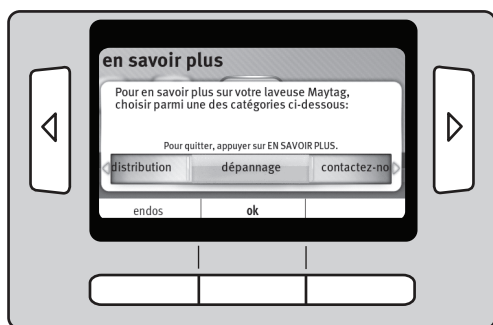 en savoir plus
Pour en savoir plus sur votre laveuse Maytag,
choisir parmi une des catégories ci-dessous:
Pour quitter, appuyer sur EN SAVOIR PLUS.
distribution dépannage contactez-no
endos ok